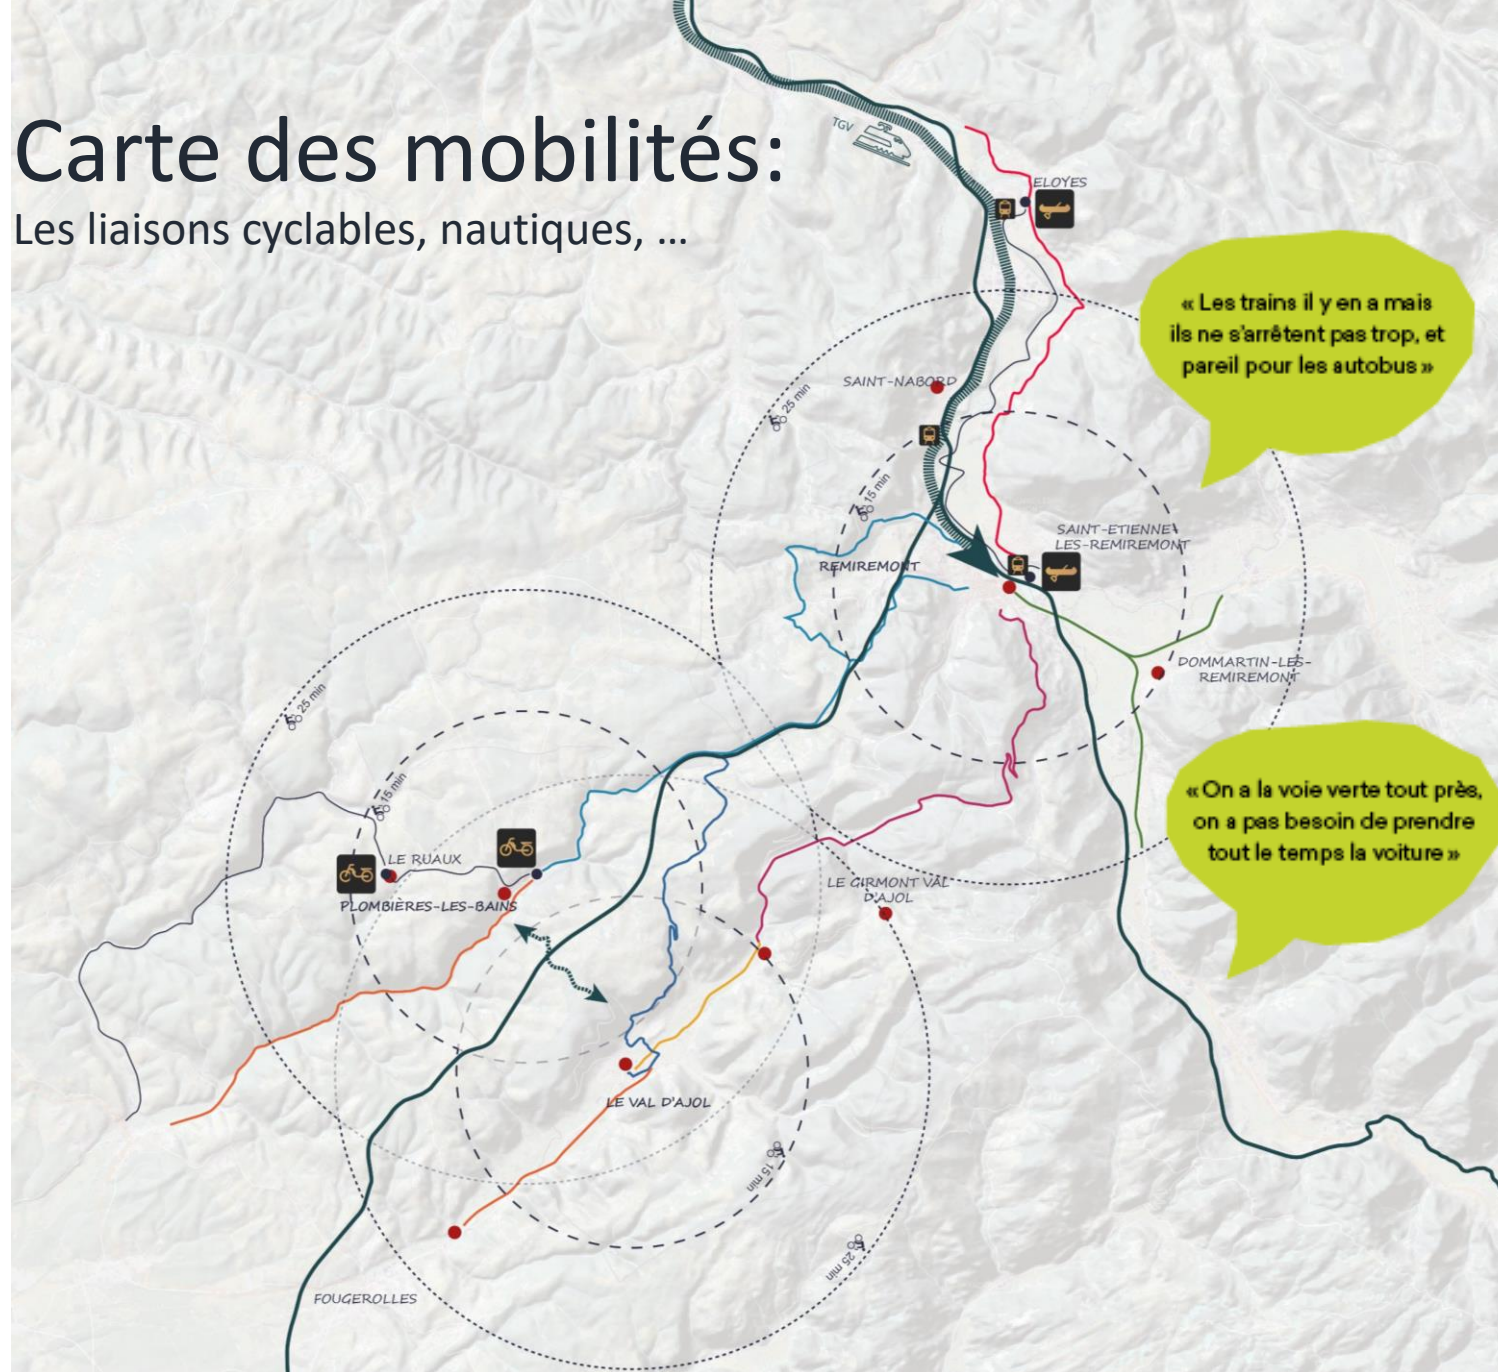 Carte des mobilités:
Les liaisons cyclables, nautiques, ...
TGV
ELOYES
« Les trains il y en a mais
ils ne s'arrêtent pas trop, et
pareil pour les autobus »
SAINT-NABORD
25 min
15 min
SAINT-ETIENNE
LES-REMIREMONT
REMIREMONT
DOMMARTIN-LES-
REMIREMONT
25 min
15 min
« On a la voie verte tout près,
on a pas besoin de prendre
tout le temps la voiture »
LE RUAUX
PLOMBIÈRES-LES-BAINS
LE GIRMONT VAL
D'AJOL
LE VAL D'AJOL
15 min
25 min
FOUGEROLLES